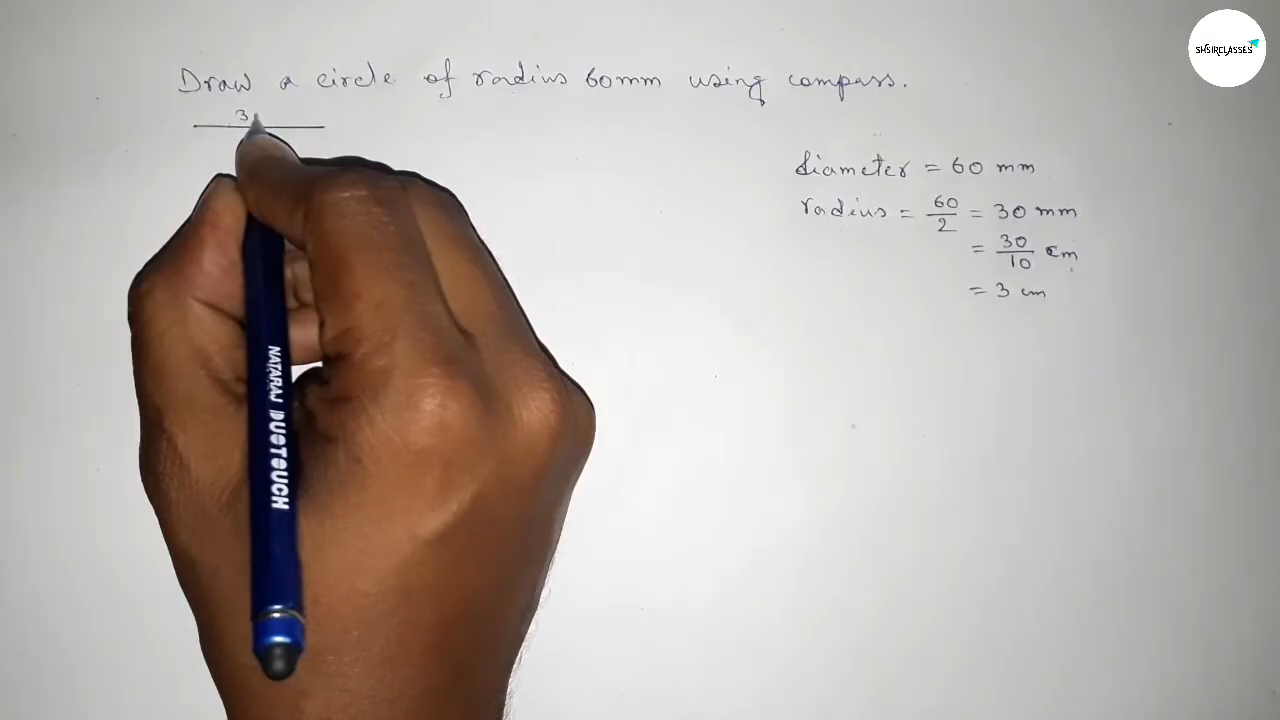 SHSIRCLASSES
Draw a circle of radius 60mm using compass.
3
diameter = 60 mm
radius = 60/2 = 30 mm
= 30/10 cm
= 3 cm
NATARAJ DUOTOUCH